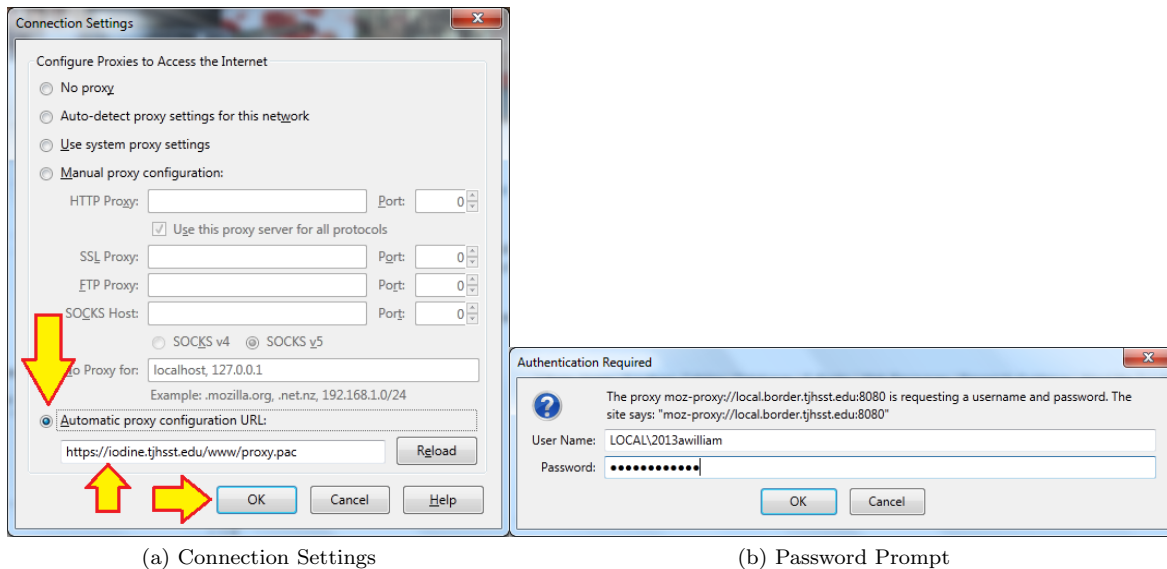 Connection Settings
Configure Proxies to Access the Internet
No proxy
Auto-detect proxy settings for this network
Use system proxy settings
Manual proxy configuration:
HTTP Proxy: Port: 0
Use this proxy server for all protocols
SSL Proxy: Port: 0
FTP Proxy: Port: 0
SOCKS Host: Port: 0
SOCKS v4 SOCKS v5
Proxy for: localhost, 127.0.0.1
Example: .mozilla.org, .net.nz, 192.168.1.0/24
Automatic proxy configuration URL:
https://iodine.tjhsst.edu/www/proxy.pac Reload
OK Cancel Help
(a) Connection Settings
Authentication Required
The proxy moz-proxy://local.border.tjhsst.edu:8080 is requesting a username and password. The
site says: "moz-proxy://local.border.tjhsst.edu:8080"
User Name: LOCAL\2013awilliam
Password: ●●●●●●●●●●●●
OK Cancel
(b) Password Prompt